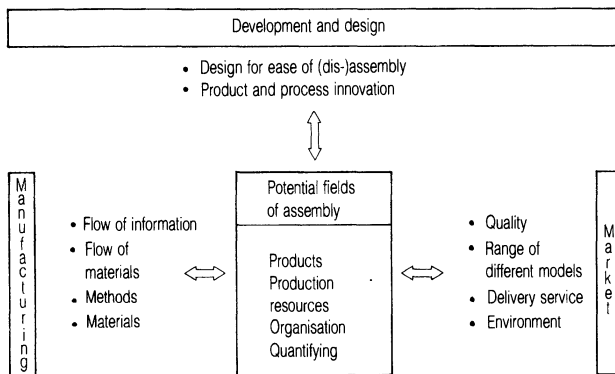 Development and design
• Design for ease of (dis-)assembly
• Product and process innovation
Manufacturing
• Flow of information
• Flow of
materials
• Methods
• Materials
Potential fields
of assembly
Products
Production
resources
Organisation
Quantifying
• Quality
• Range of
different models
• Delivery service
• Environment
Market